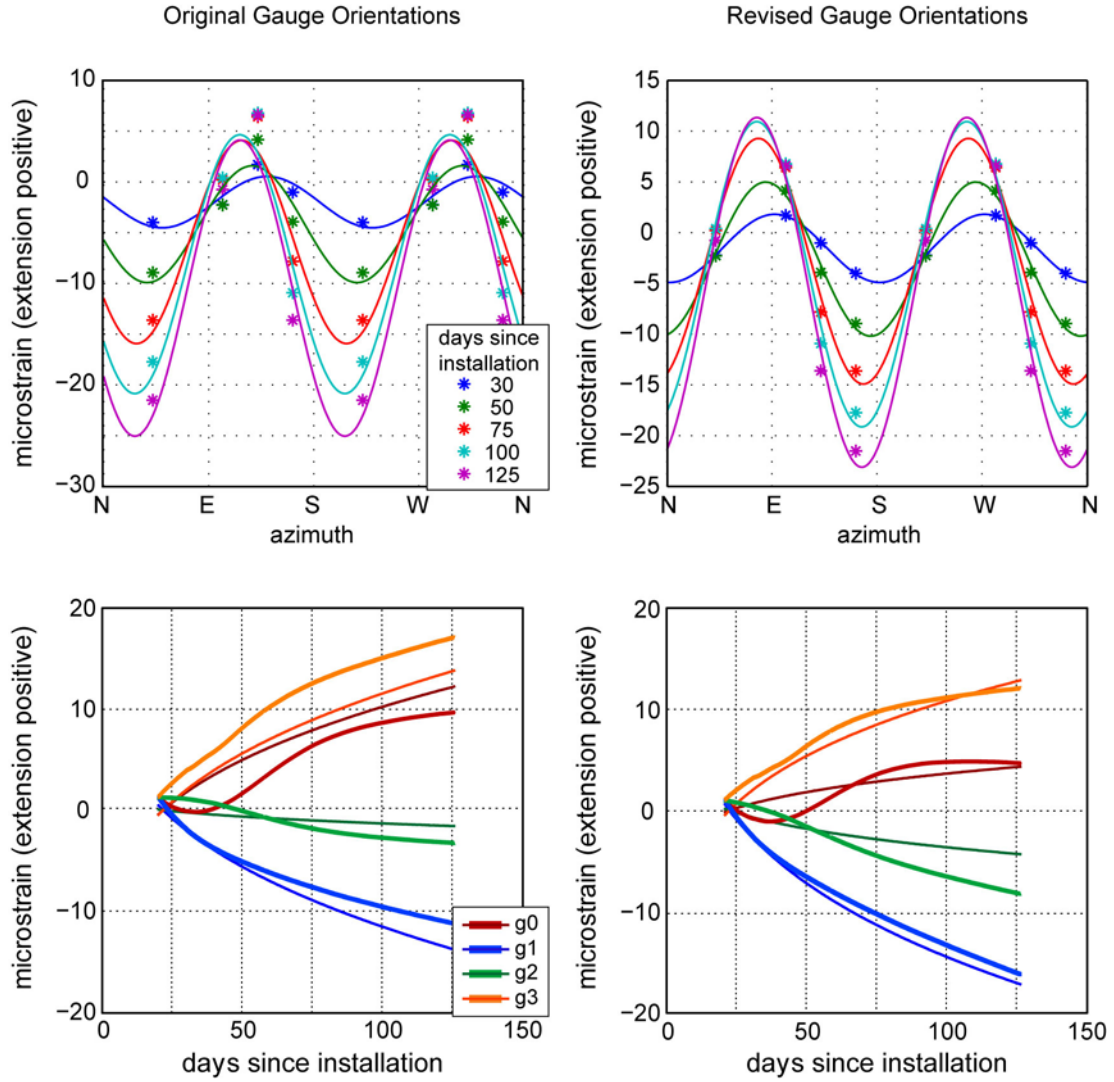 Original Gauge Orientations
Revised Gauge Orientations
microstrain (extension positive)
10
0
−10
−20
−30
N
E
S
W
N
azimuth
days since
installation
30
50
75
100
125
microstrain (extension positive)
15
10
5
0
−5
−10
−15
−20
−25
N
E
S
W
N
azimuth
microstrain (extension positive)
20
10
0
−10
−20
0
50
100
150
days since installation
g0
g1
g2
g3
microstrain (extension positive)
20
10
0
−10
−20
0
50
100
150
days since installation